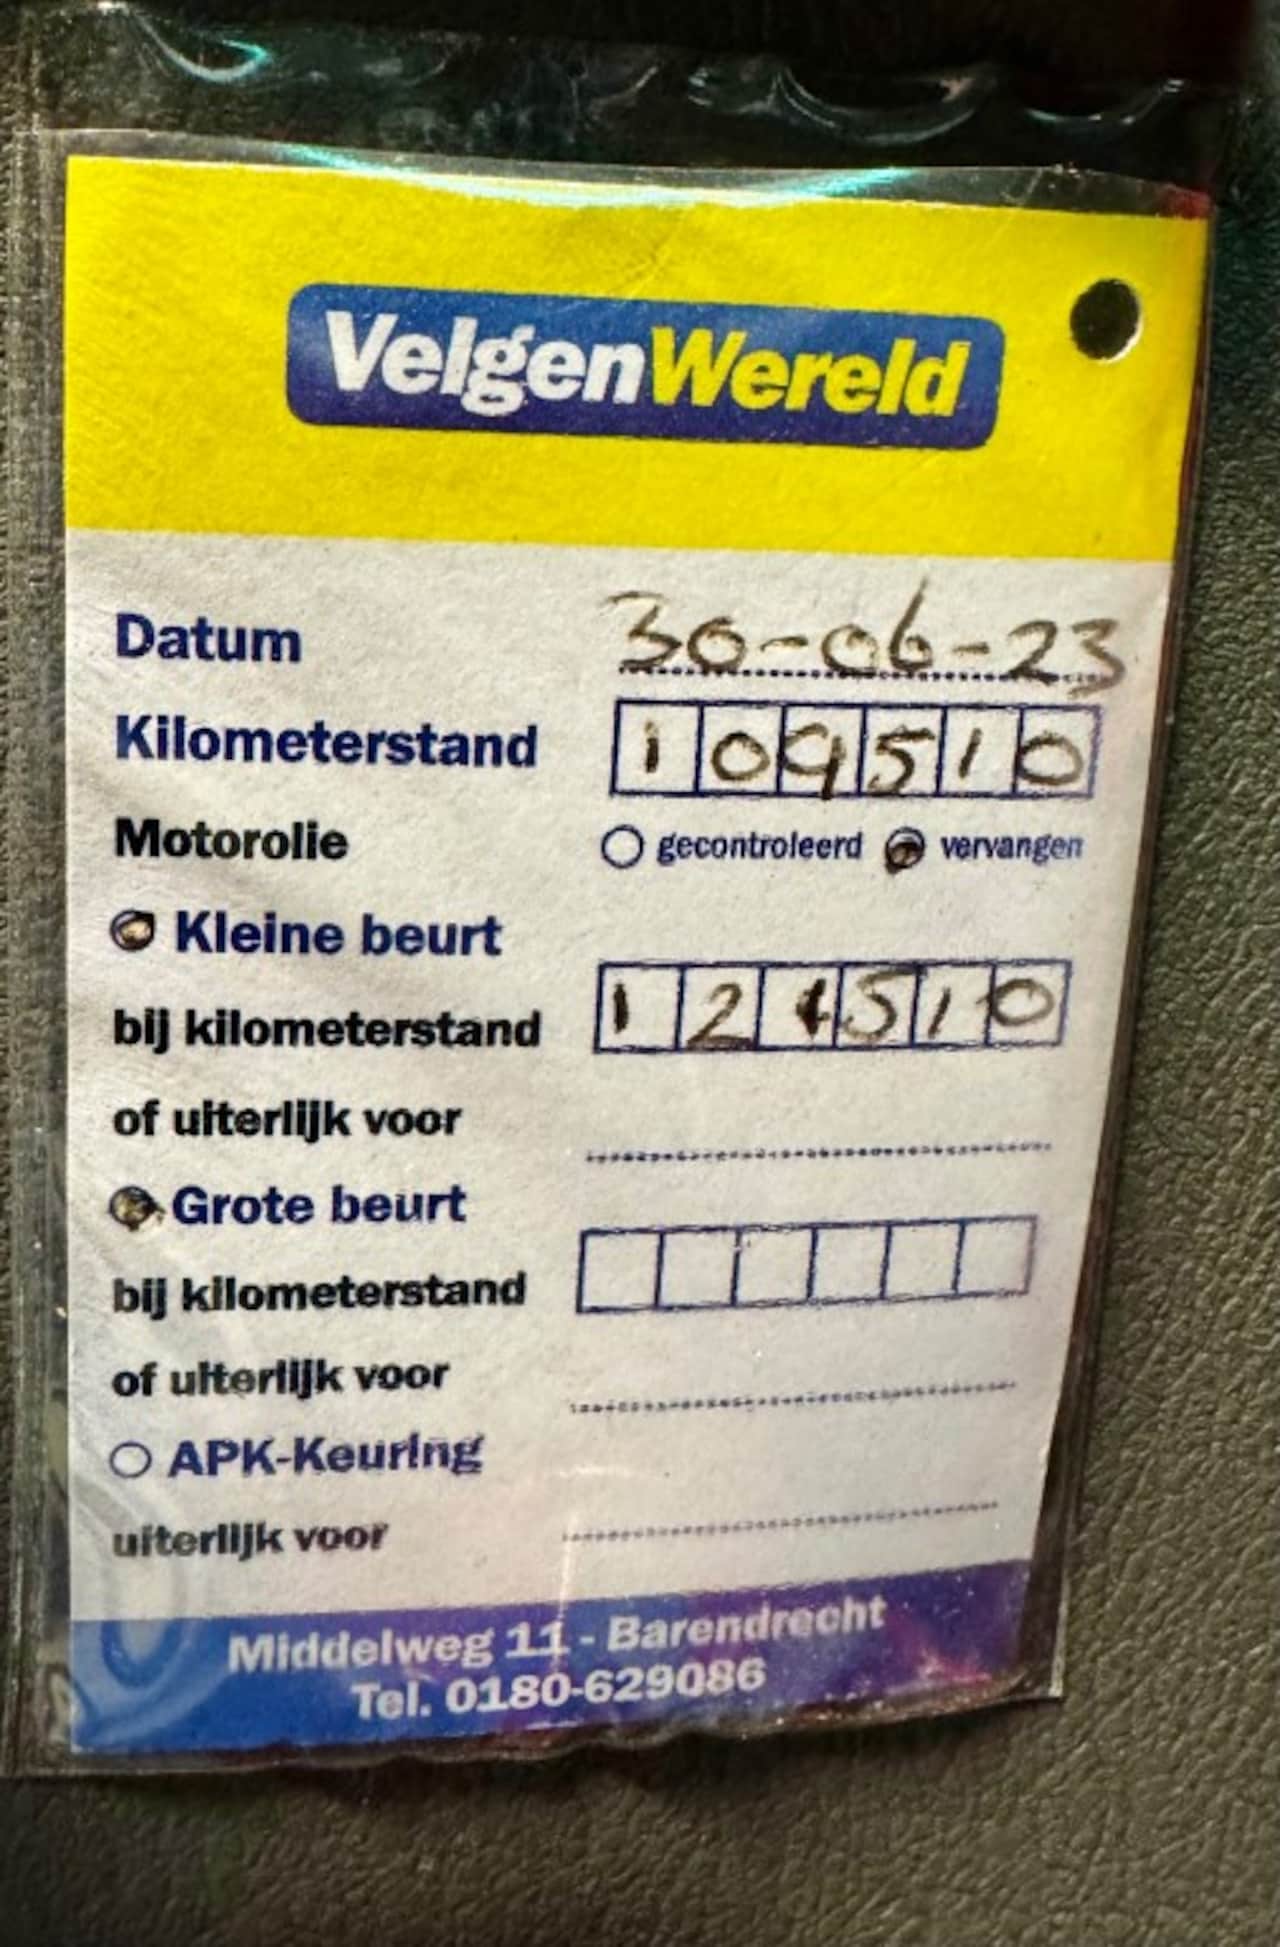 VelgenWereld
Datum 30-06-23
Kilometerstand 109510
Motorolie gecontroleerd vervangen
Kleine beurt
bij kilometerstand 124510
of uiterlijk voor
Grote beurt
bij kilometerstand
of uiterlijk voor
APK-Keuring
uiterlijk voor
Middelweg 11 - Barendrecht
Tel. 0180-629086